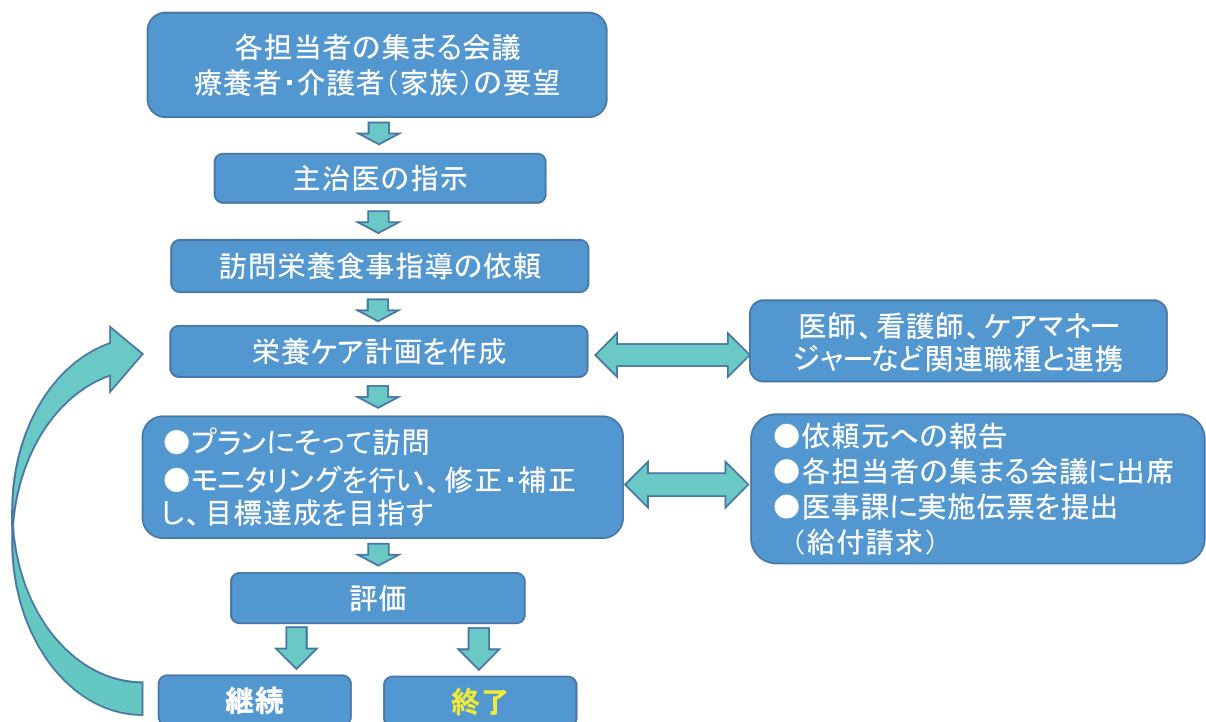 各担当者の集まる会議
療養者・介護者（家族）の要望
主治医の指示
訪問栄養食事指導の依頼
栄養ケア計画を作成
医師、看護師、ケアマネー
ジャーなど関連職種と連携
●プランにそって訪問
●モニタリングを行い、修正・補正
し、目標達成を目指す
●依頼元への報告
●各担当者の集まる会議に出席
●医事課に実施伝票を提出
（給付請求）
評価
継続
終了